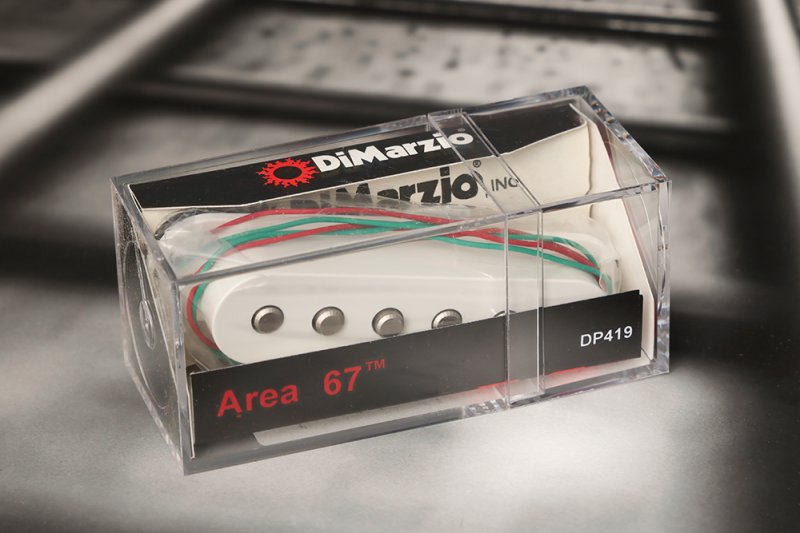 DiMarzio®
DiMarzio® INC
Area 67™
DP419